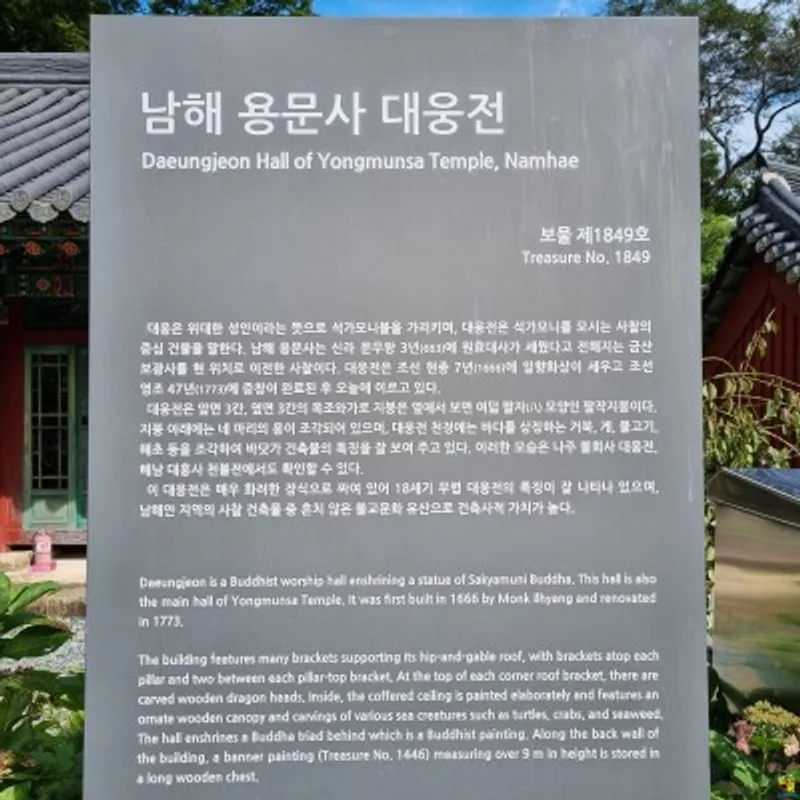 남해 용문사 대웅전
Daeungjeon Hall of Yongmunsa Temple, Namhae
보물 제1849호
Treasure No. 1849
대웅은 위대한 성인이라는 뜻으로 석가모니불을 가리키며, 대웅전은 석가모니를 모시는 사찰의
중심 건물을 말한다. 남해 용문사는 신라 문무왕 3년(663)에 원효대사가 세웠다고 전해지는 금산
보광사를 현 위치로 이전한 사찰이다. 대웅전은 조선 현종 7년(1666)에 일향화상이 세우고 조선
영조 47년(1773)에 중창이 완료된 후 오늘에 이르고 있다.
대웅전은 앞면 3칸, 옆면 3칸의 목조와가로 지붕은 옆에서 보면 여덟 팔자(八) 모양인 팔작지붕이다.
지붕 아래에는 네 마리의 용이 조각되어 있으며, 대웅전 천장에는 바다를 상징하는 거북, 게, 물고기,
해초 등을 조각하여 바닷가 건축물의 특징을 잘 보여 주고 있다. 이러한 모습은 나주 불회사 대웅전,
해남 대흥사 천불전에서도 확인할 수 있다.
이 대웅전은 매우 화려한 장식으로 짜여 있어 18세기 무렵 대웅전의 특징이 잘 나타나 있으며,
남해안 지역의 사찰 건축물 중 흔치 않은 불교문화 유산으로 건축사적 가치가 높다.
Daeungjeon is a Buddhist worship hall enshrining a statue of Sakyamuni Buddha. This hall is also
the main hall of Yongmunsa Temple. It was first built in 1666 by Monk Ilhyang and renovated
in 1773.
The building features many brackets supporting its hip-and-gable roof, with brackets atop each
pillar and two between each pillar-top bracket. At the top of each corner roof bracket, there are
carved wooden dragon heads. Inside, the coffered ceiling is painted elaborately and features an
ornate wooden canopy and carvings of various sea creatures such as turtles, crabs, and seaweed.
The hall enshrines a Buddha triad behind which is a Buddhist painting. Along the back wall of
the building, a banner painting (Treasure No. 1446) measuring over 9 m in height is stored in
a long wooden chest.